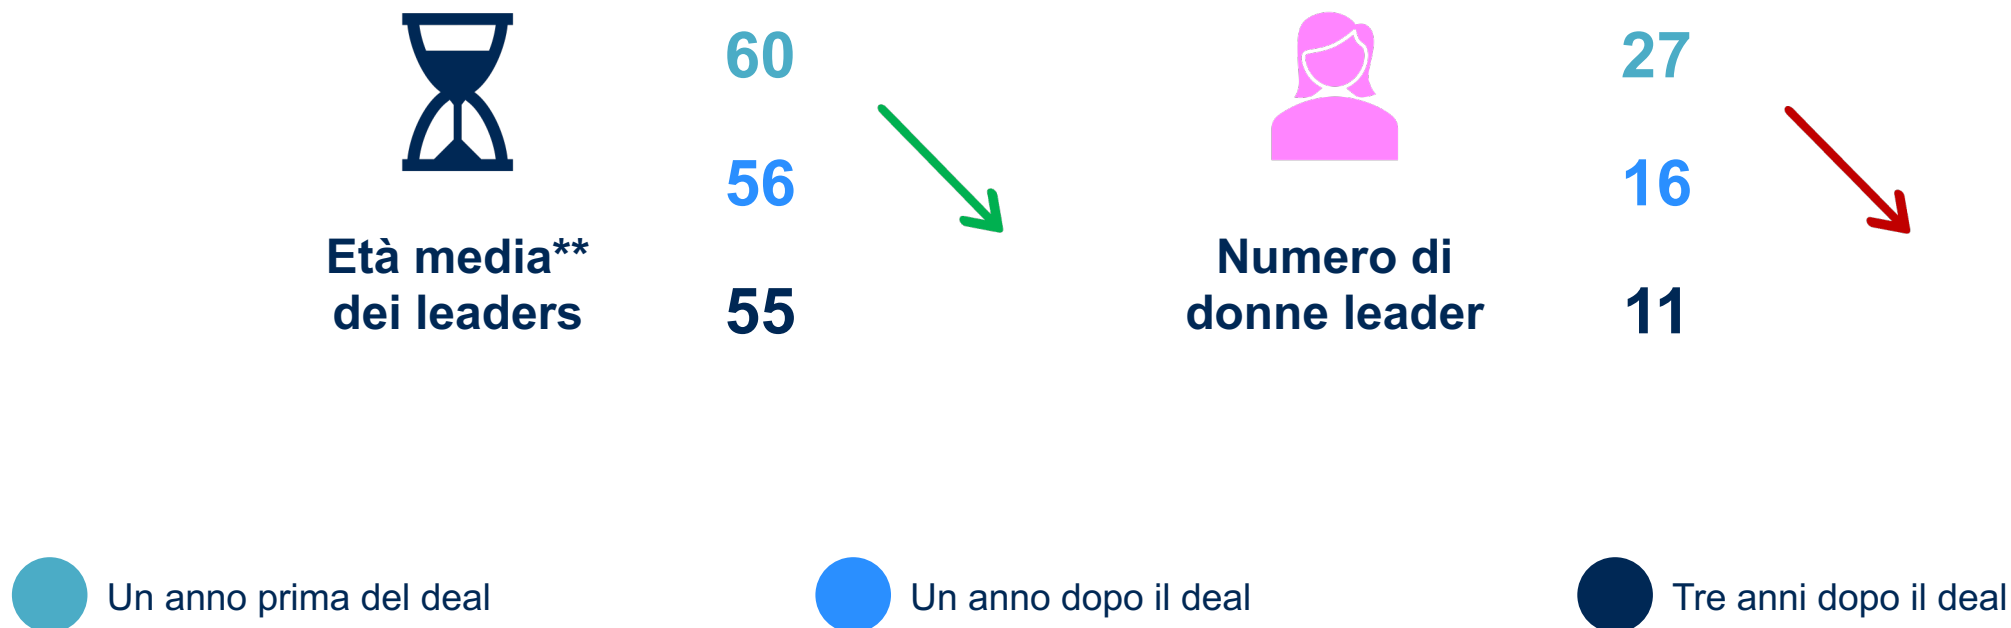 60
56
55
Età media**
dei leaders
27
16
11
Numero di
donne leader
Un anno prima del deal
Un anno dopo il deal
Tre anni dopo il deal